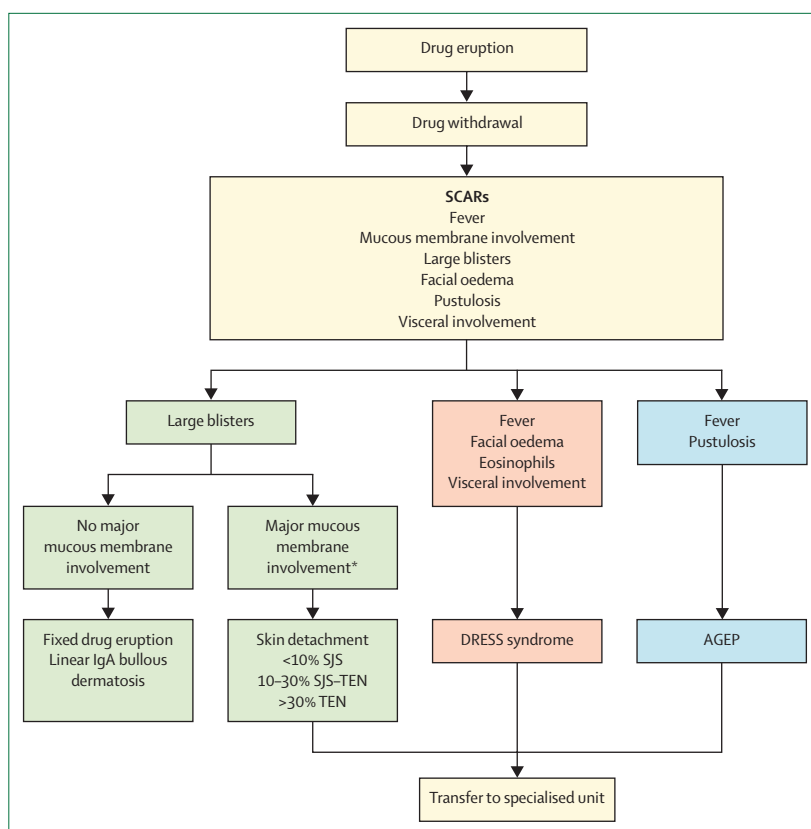 Drug eruption
Drug withdrawal
SCARs
Fever
Mucous membrane involvement
Large blisters
Facial oedema
Pustulosis
Visceral involvement
Large blisters
Fever
Facial oedema
Eosinophils
Visceral involvement
Fever
Pustulosis
No major
mucous membrane
involvement
Major mucous
membrane
involvement*
Fixed drug eruption
Linear IgA bullous
dermatosis
Skin detachment
<10% SJS
10–30% SJS–TEN
>30% TEN
DRESS syndrome
AGEP
Transfer to specialised unit